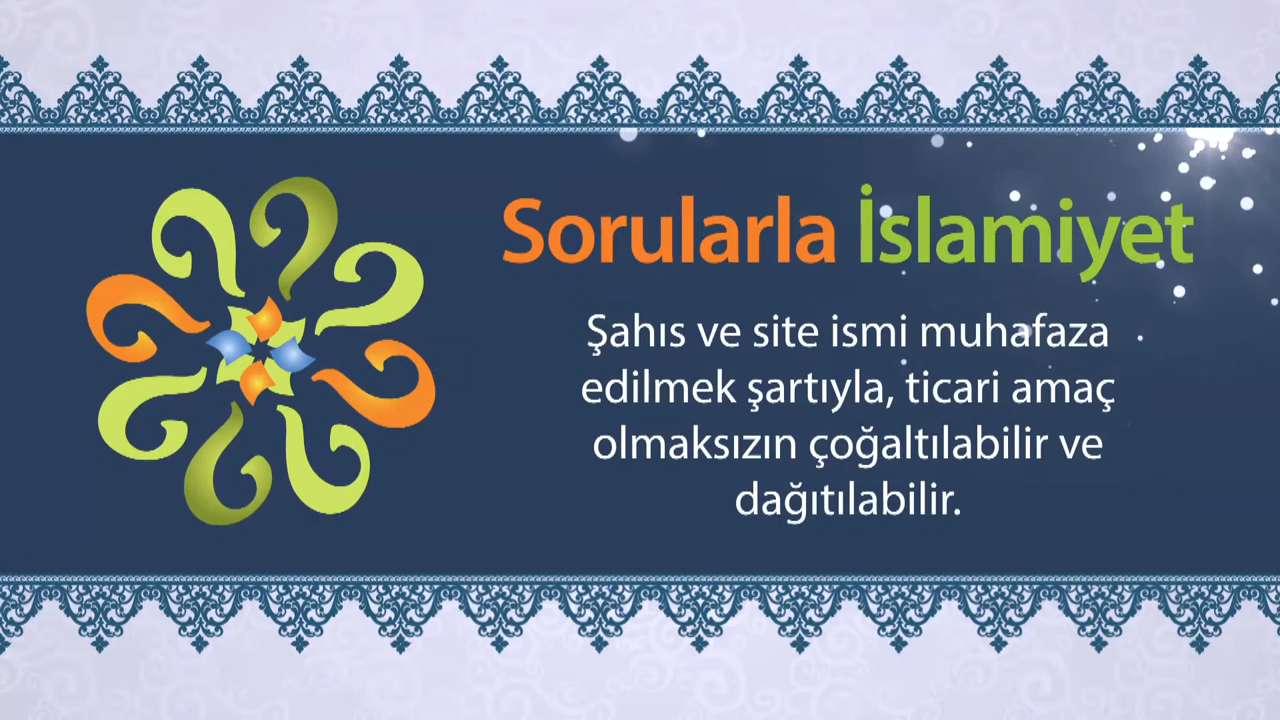 Sorularla İslamiyet
Şahıs ve site ismi muhafaza
edilmek şartıyla, ticari amaç
olmaksızın çoğaltılabilir ve
dağıtılabilir.